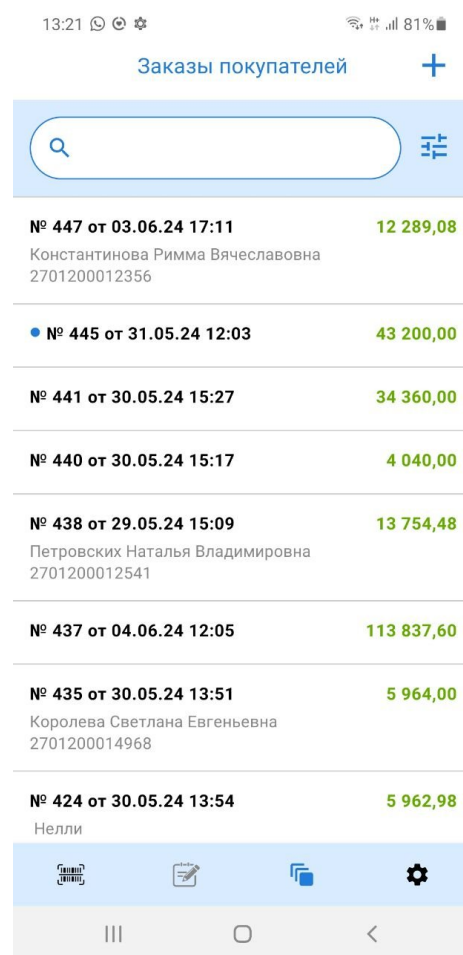 13:21 81%
Заказы покупателей
№ 447 от 03.06.24 17:11 12 289,08
Константинова Римма Вячеславовна
2701200012356
№ 445 от 31.05.24 12:03 43 200,00
№ 441 от 30.05.24 15:27 34 360,00
№ 440 от 30.05.24 15:17 4 040,00
№ 438 от 29.05.24 15:09 13 754,48
Петровских Наталья Владимировна
2701200012541
№ 437 от 04.06.24 12:05 113 837,60
№ 435 от 30.05.24 13:51 5 964,00
Королева Светлана Евгеньевна
2701200014968
№ 424 от 30.05.24 13:54 5 962,98
Нелли